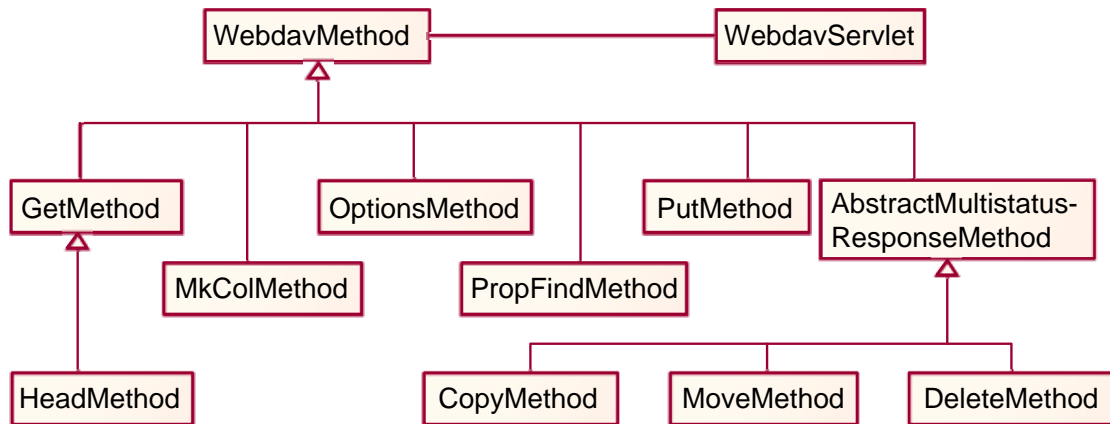 WebdavMethod
WebdavServlet
GetMethod
OptionsMethod
PutMethod
AbstractMultistatus-
ResponseMethod
MkColMethod
PropFindMethod
HeadMethod
CopyMethod
MoveMethod
DeleteMethod